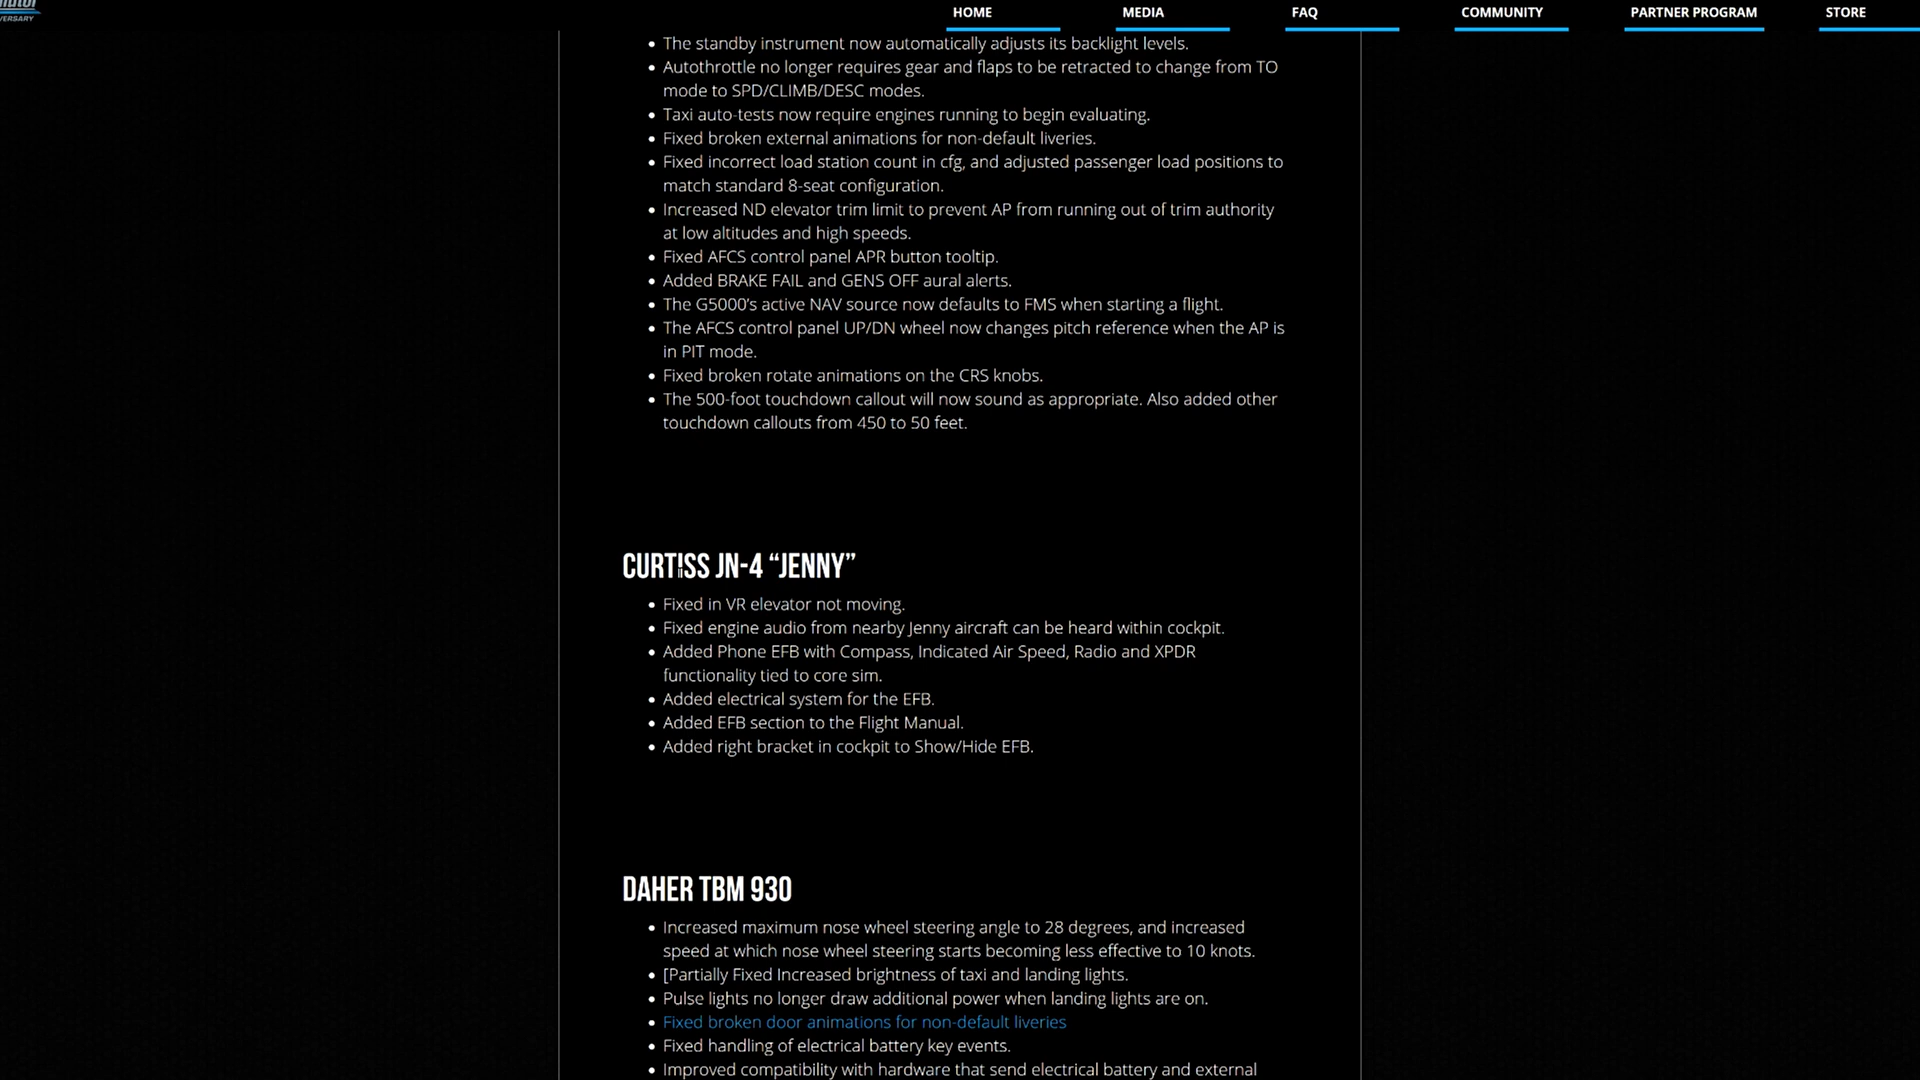 VERSARY
HOME MEDIA FAQ COMMUNITY PARTNER PROGRAM STORE
• The standby instrument now automatically adjusts its backlight levels.
• Autothrottle no longer requires gear and flaps to be retracted to change from TO
mode to SPD/CLIMB/DESC modes.
• Taxi auto-tests now require engines running to begin evaluating.
• Fixed broken external animations for non-default liveries.
• Fixed incorrect load station count in cfg, and adjusted passenger load positions to
match standard 8-seat configuration.
• Increased ND elevator trim limit to prevent AP from running out of trim authority
at low altitudes and high speeds.
• Fixed AFCS control panel APR button tooltip.
• Added BRAKE FAIL and GENS OFF aural alerts.
• The G5000’s active NAV source now defaults to FMS when starting a flight.
• The AFCS control panel UP/DN wheel now changes pitch reference when the AP is
in PIT mode.
• Fixed broken rotate animations on the CRS knobs.
• The 500-foot touchdown callout will now sound as appropriate. Also added other
touchdown callouts from 450 to 50 feet.
CURTISS JN-4 “JENNY”
• Fixed in VR elevator not moving.
• Fixed engine audio from nearby Jenny aircraft can be heard within cockpit.
• Added Phone EFB with Compass, Indicated Air Speed, Radio and XPDR
functionality tied to core sim.
• Added electrical system for the EFB.
• Added EFB section to the Flight Manual.
• Added right bracket in cockpit to Show/Hide EFB.
DAHER TBM 930
• Increased maximum nose wheel steering angle to 28 degrees, and increased
speed at which nose wheel steering starts becoming less effective to 10 knots.
• [Partially Fixed Increased brightness of taxi and landing lights.
• Pulse lights no longer draw additional power when landing lights are on.
• Fixed broken door animations for non-default liveries
• Fixed handling of electrical battery key events.
• Improved compatibility with hardware that send electrical battery and external